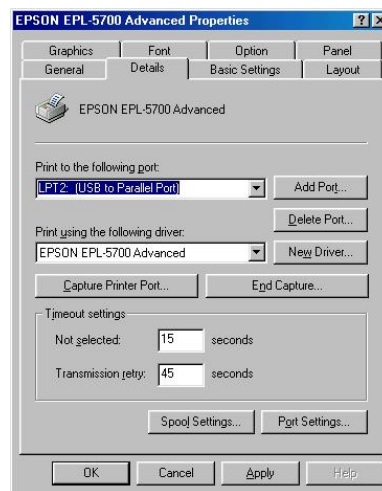 EPSON EPL-5700 Advanced Properties
Graphics Font Option Panel
General Details Basic Settings Layout
EPSON EPL-5700 Advanced
Print to the following port:
LPT2: (USB to Parallel Port) Add Port...
Delete Port...
Print using the following driver:
EPSON EPL-5700 Advanced New Driver...
Capture Printer Port... End Capture...
Timeout settings
Not selected: 15 seconds
Transmission retry: 45 seconds
Spool Settings... Port Settings...
OK Cancel Apply Help